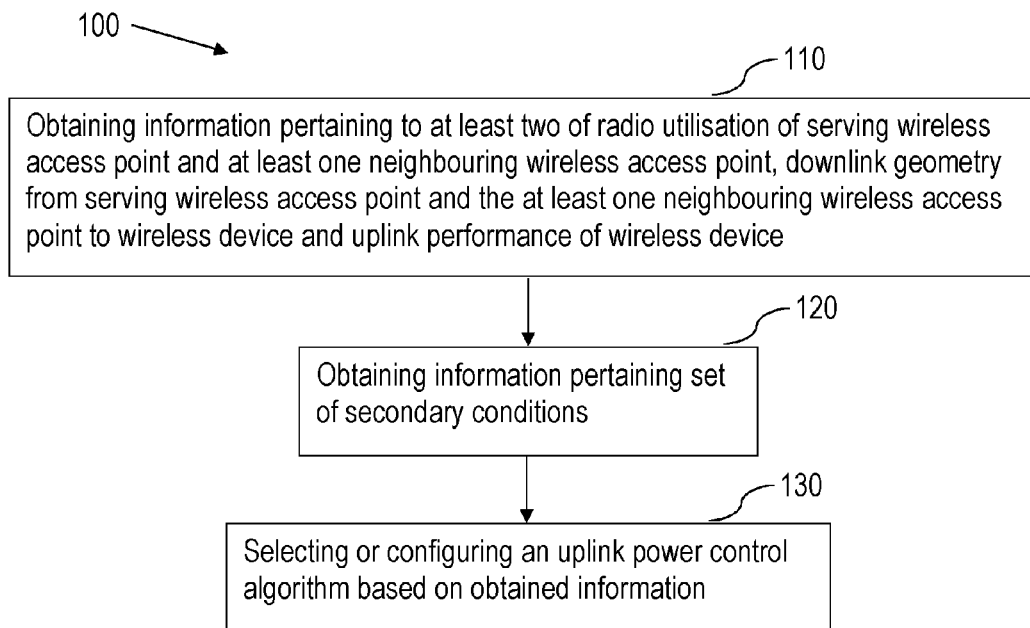 100
110
Obtaining information pertaining to at least two of radio utilisation of serving wireless
access point and at least one neighbouring wireless access point, downlink geometry
from serving wireless access point and the at least one neighbouring wireless access
point to wireless device and uplink performance of wireless device
120
Obtaining information pertaining set
of secondary conditions
130
Selecting or configuring an uplink power control
algorithm based on obtained information